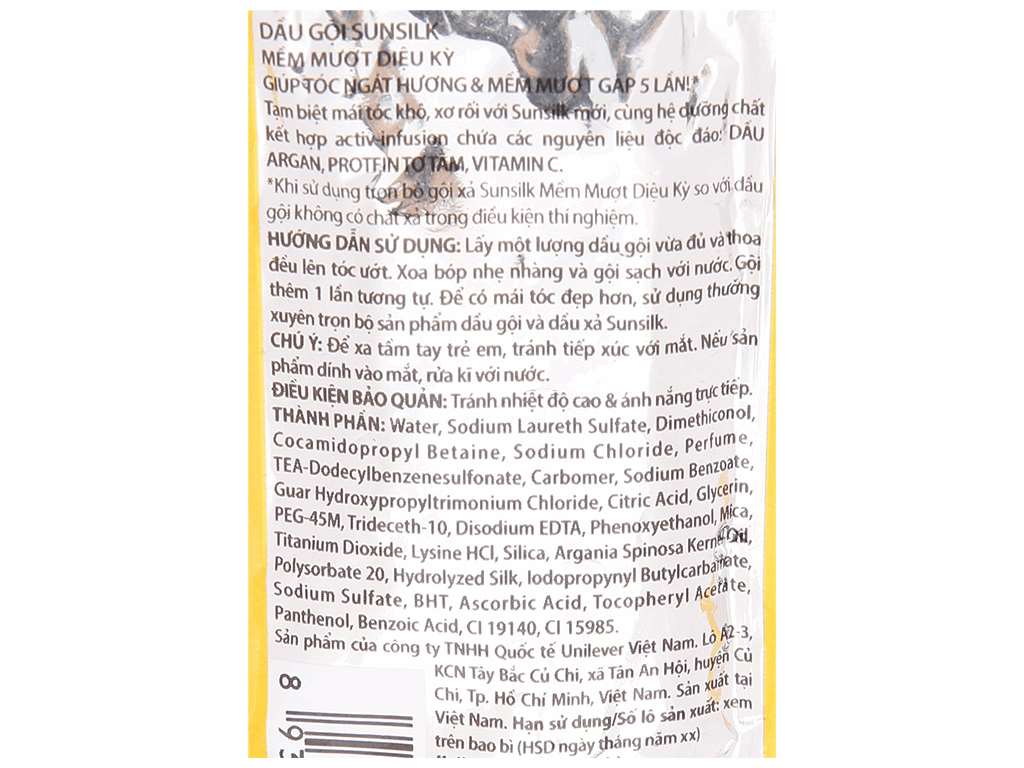 DẦU GỘI SUNSILK
MỀM MƯỢT DIỆU KỲ
GIÚP TÓC NGÁT HƯƠNG & MỀM MƯỢT GẤP 5 LẦN!*
Tạm biệt mái tóc khô, xơ rối với Sunsilk mới, cùng hệ dưỡng chất
kết hợp activ-infusion chứa các nguyên liệu độc đáo: DẦU
ARGAN, PROTEIN TƠ TẰM, VITAMIN C.
*Khi sử dụng trọn bộ gội xả Sunsilk Mềm Mượt Diệu Kỳ so với dầu
gội không có chất xả trong điều kiện thí nghiệm.
HƯỚNG DẪN SỬ DỤNG: Lấy một lượng dầu gội vừa đủ và thoa
đều lên tóc ướt. Xoa bóp nhẹ nhàng và gội sạch với nước. Gội
thêm 1 lần tương tự. Để có mái tóc đẹp hơn, sử dụng thường
xuyên trọn bộ sản phẩm dầu gội và dầu xả Sunsilk.
CHÚ Ý: Để xa tầm tay trẻ em, tránh tiếp xúc với mắt. Nếu sản
phẩm dính vào mắt, rửa kĩ với nước.
ĐIỀU KIỆN BẢO QUẢN: Tránh nhiệt độ cao & ánh nắng trực tiếp.
THÀNH PHẦN: Water, Sodium Laureth Sulfate, Dimethiconol,
Cocamidopropyl Betaine, Sodium Chloride, Perfume,
TEA-Dodecylbenzenesulfonate, Carbomer, Sodium Benzoate,
Guar Hydroxypropyltrimonium Chloride, Citric Acid, Glycerin,
PEG-45M, Trideceth-10, Disodium EDTA, Phenoxyethanol, Mica,
Titanium Dioxide, Lysine HCl, Silica, Argania Spinosa Kernel Oil,
Polysorbate 20, Hydrolyzed Silk, Iodopropynyl Butylcarbamate,
Sodium Sulfate, BHT, Ascorbic Acid, Tocopheryl Acetate,
Panthenol, Benzoic Acid, CI 19140, CI 15985.
Sản phẩm của công ty TNHH Quốc tế Unilever Việt Nam. Lô A2-3,
KCN Tây Bắc Củ Chi, xã Tân An Hội, huyện Củ
Chi, Tp. Hồ Chí Minh, Việt Nam. Sản xuất tại
Việt Nam. Hạn sử dụng/Số lô sản xuất: xem
trên bao bì (HSD ngày tháng năm xx)
8
9